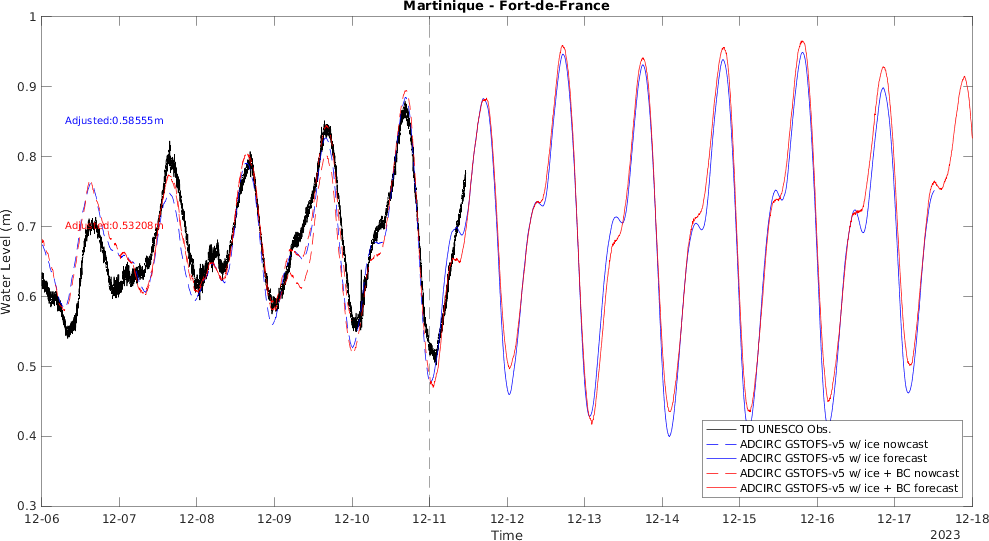 Martinique - Fort-de-France
1
0.9
0.8
0.7
0.6
0.5
0.4
0.3
Water Level (m)
Adjusted:0.58555m
Adjusted:0.53208m
TD UNESCO Obs.
ADCIRC GSTOFS-v5 w/ ice nowcast
ADCIRC GSTOFS-v5 w/ ice forecast
ADCIRC GSTOFS-v5 w/ ice + BC nowcast
ADCIRC GSTOFS-v5 w/ ice + BC forecast
12-06 12-07 12-08 12-09 12-10 12-11 12-12 12-13 12-14 12-15 12-16 12-17 12-18
Time
2023